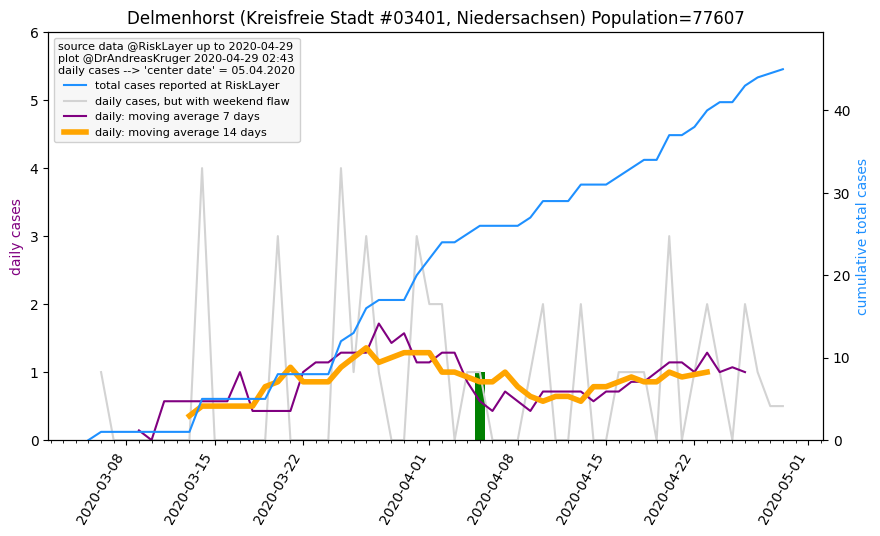 Delmenhorst (Kreisfreie Stadt #03401, Niedersachsen) Population=77607
source data @RiskLayer up to 2020-04-29
plot @DrAndreasKruger 2020-04-29 02:43
daily cases --> 'center date' = 05.04.2020
total cases reported at RiskLayer
daily cases, but with weekend flaw
daily: moving average 7 days
daily: moving average 14 days
daily cases
6
5
4
3
2
1
0
cumulative total cases
40
30
20
10
0
2020-03-08
2020-03-15
2020-03-22
2020-04-01
2020-04-08
2020-04-15
2020-04-22
2020-05-01